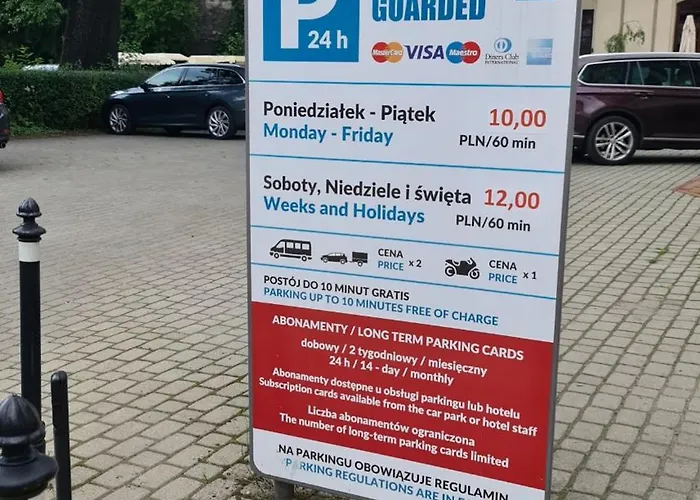 P
24 h
GUARDED
MasterCard
VISA
Maestro
Diners Club
INTERNATIONAL
Poniedziałek - Piątek 10,00
Monday - Friday PLN/60 min
Soboty, Niedziele i święta 12,00
Weeks and Holidays PLN/60 min
CENA
PRICE x 2
CENA
PRICE x 1
POSTÓJ DO 10 MINUT GRATIS
PARKING UP TO 10 MINUTES FREE OF CHARGE
ABONAMENTY / LONG TERM PARKING CARDS
dobowy / 2 tygodniowy / miesięczny
24 h / 14 - day / monthly
Abonamenty dostępne u obsługi parkingu lub hotelu
Subscription cards available from the car park or hotel staff
Liczba abonamentów ograniczona
The number of long-term parking cards limited
NA PARKINGU OBOWIĄZUJE REGULAMIN
PARKING REGULATIONS ARE IN